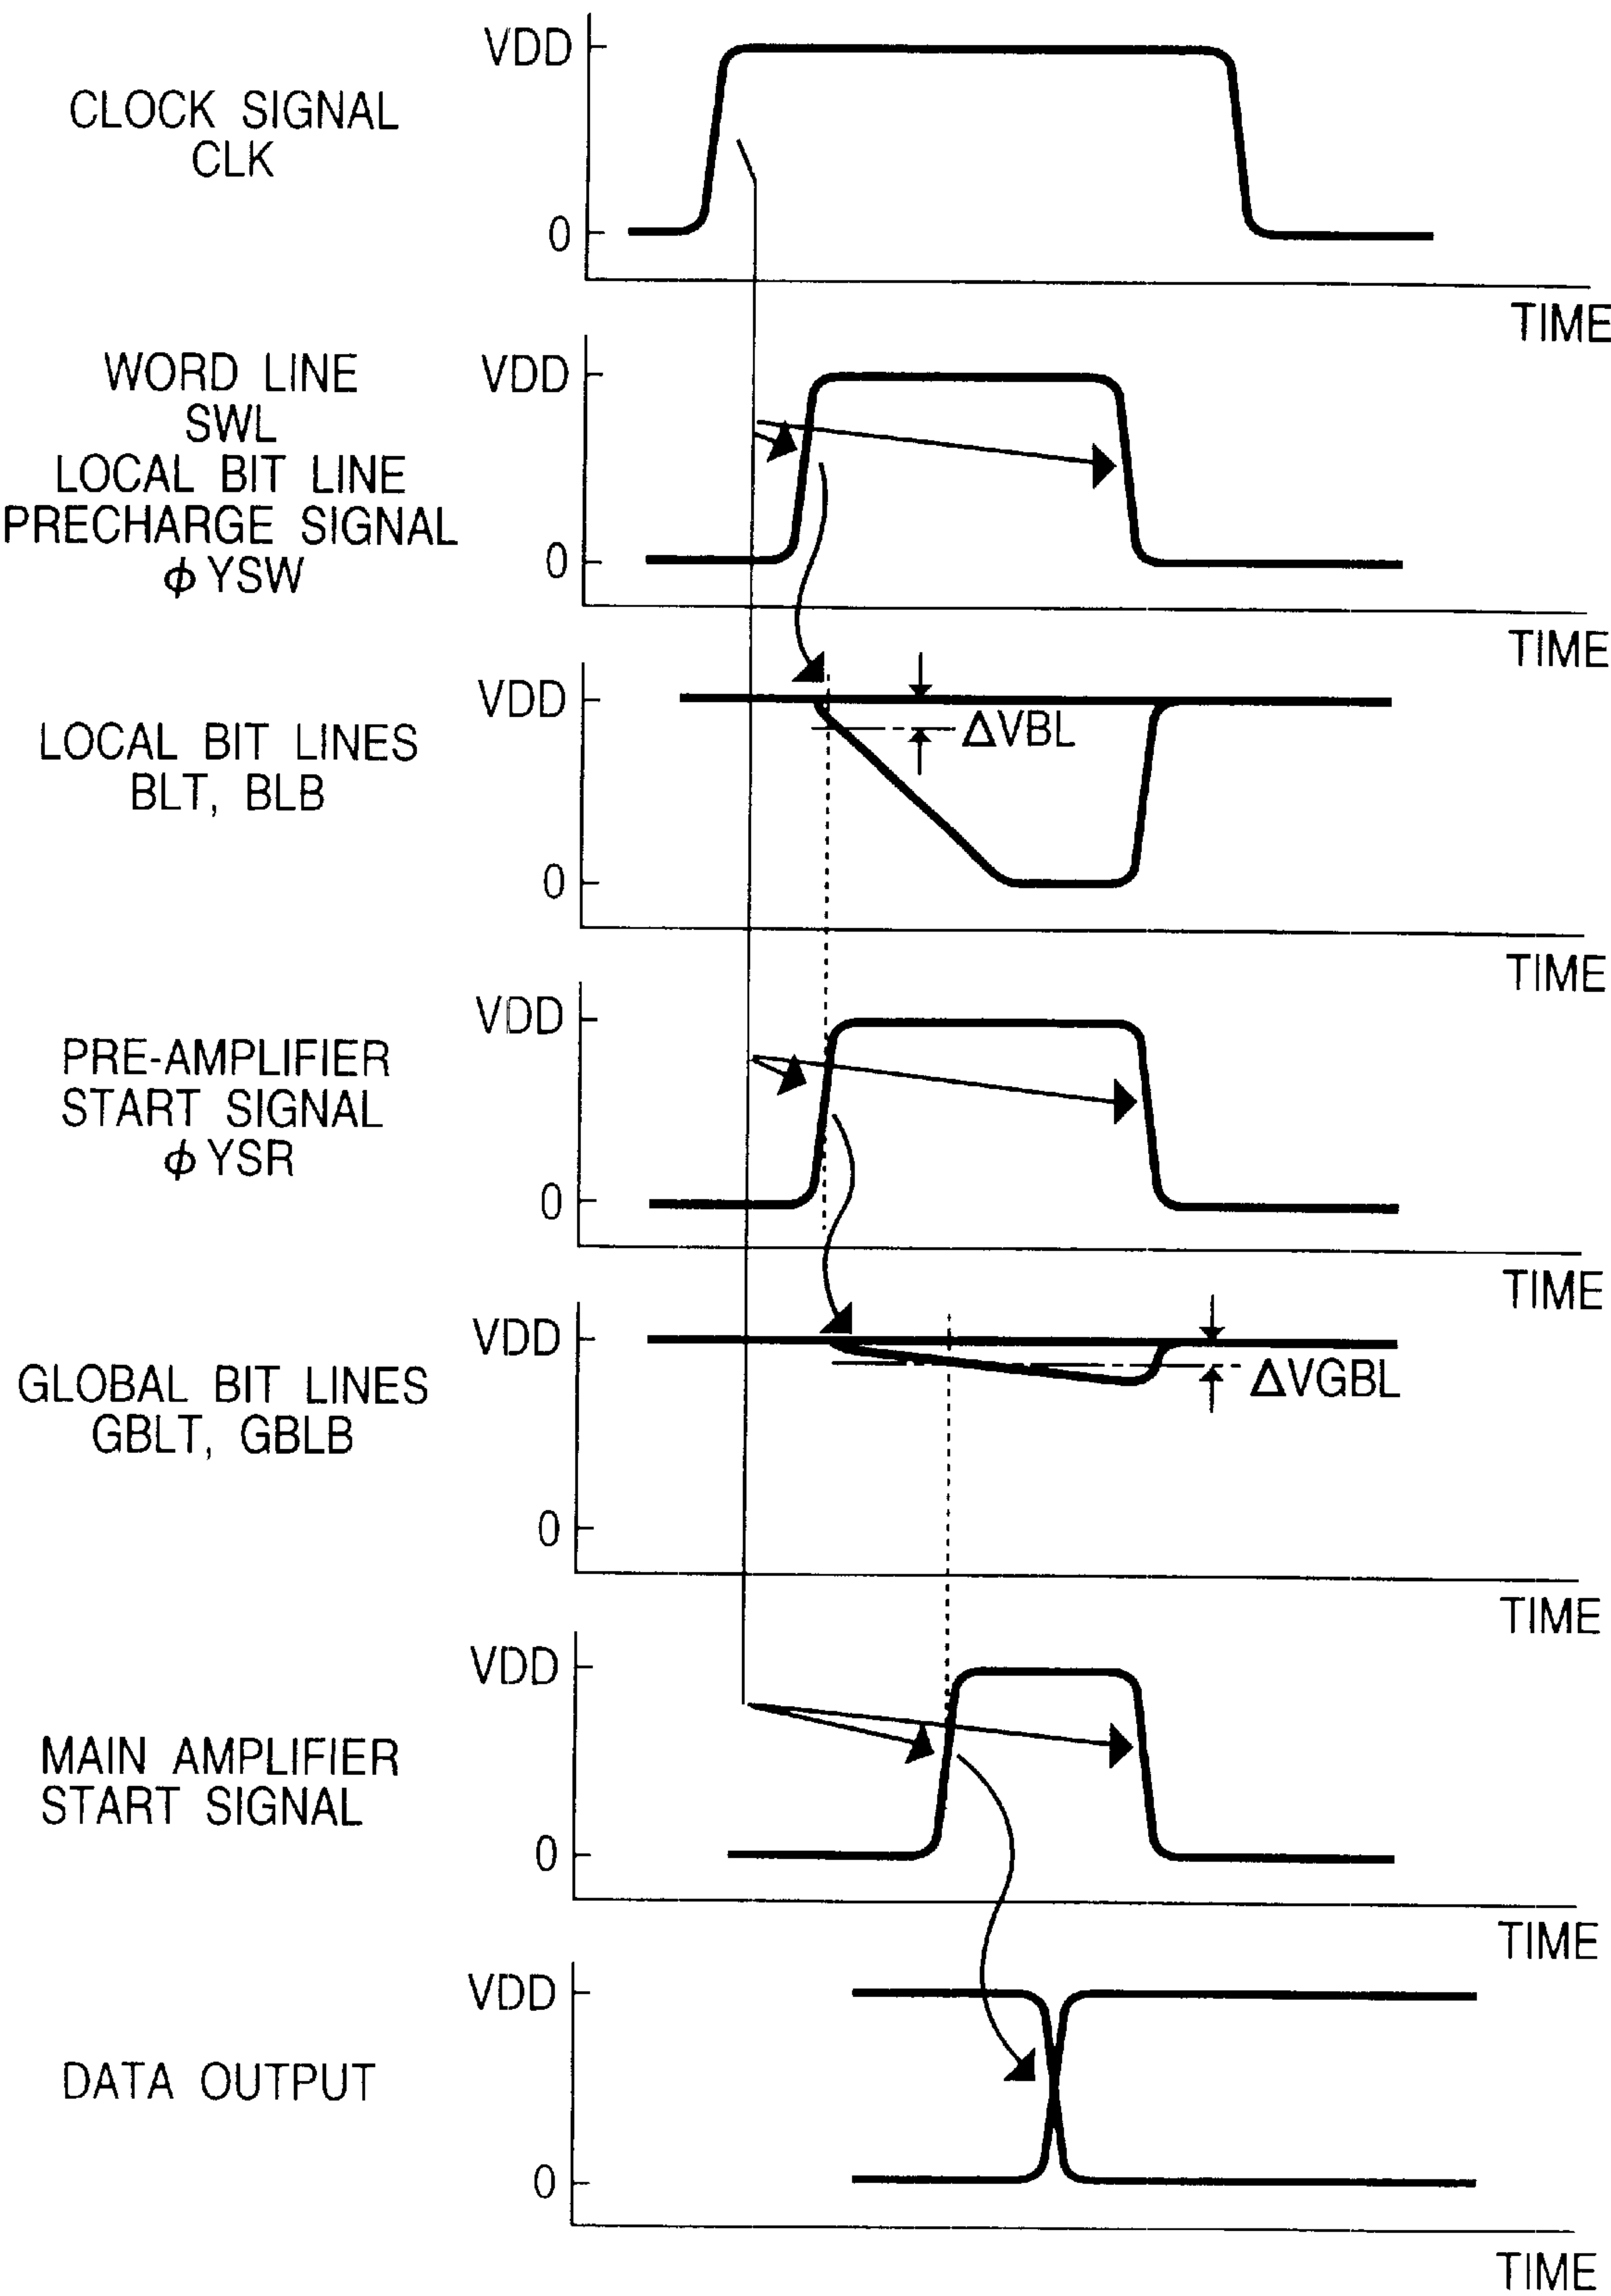 VDD
CLOCK SIGNAL
CLK
0
TIME
WORD LINE
SWL
LOCAL BIT LINE
PRECHARGE SIGNAL
ϕ YSW
VDD
0
TIME
VDD
ΔVBL
LOCAL BIT LINES
BLT, BLB
0
TIME
VDD
PRE-AMPLIFIER
START SIGNAL
ϕ YSR
0
TIME
VDD
ΔVGBL
GLOBAL BIT LINES
GBLT, GBLB
0
TIME
VDD
MAIN AMPLIFIER
START SIGNAL
0
TIME
VDD
DATA OUTPUT
0
TIME